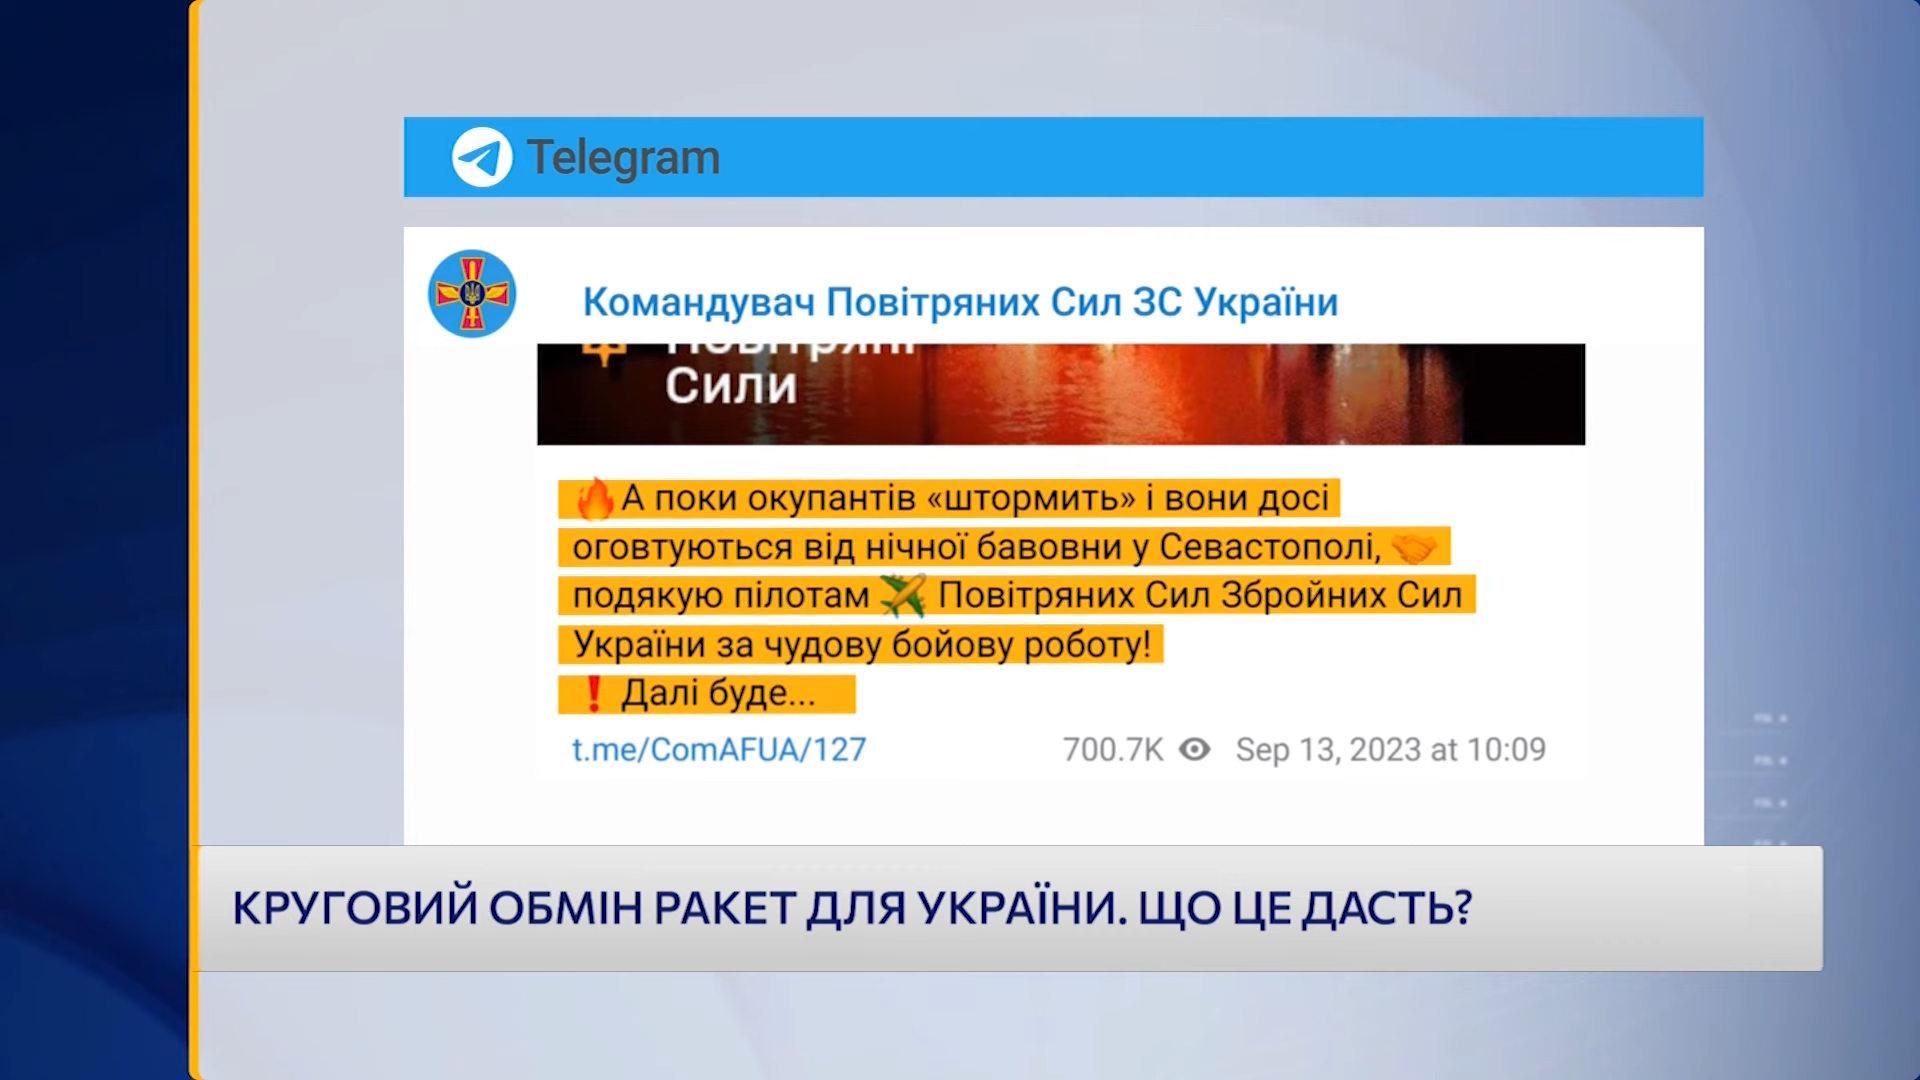 Telegram
Командувач Повітряних Сил ЗС України
Повітряні
Сили
🔥А поки окупантів «штормить» і вони досі
оговтуються від нічної бавовни у Севастополі, 🤝
подякую пілотам ✈️ Повітряних Сил Збройних Сил
України за чудову бойову роботу!
❗ Далі буде...
t.me/ComAFUA/127 700.7K Sep 13, 2023 at 10:09
КРУГОВИЙ ОБМІН РАКЕТ ДЛЯ УКРАЇНИ. ЩО ЦЕ ДАСТЬ?